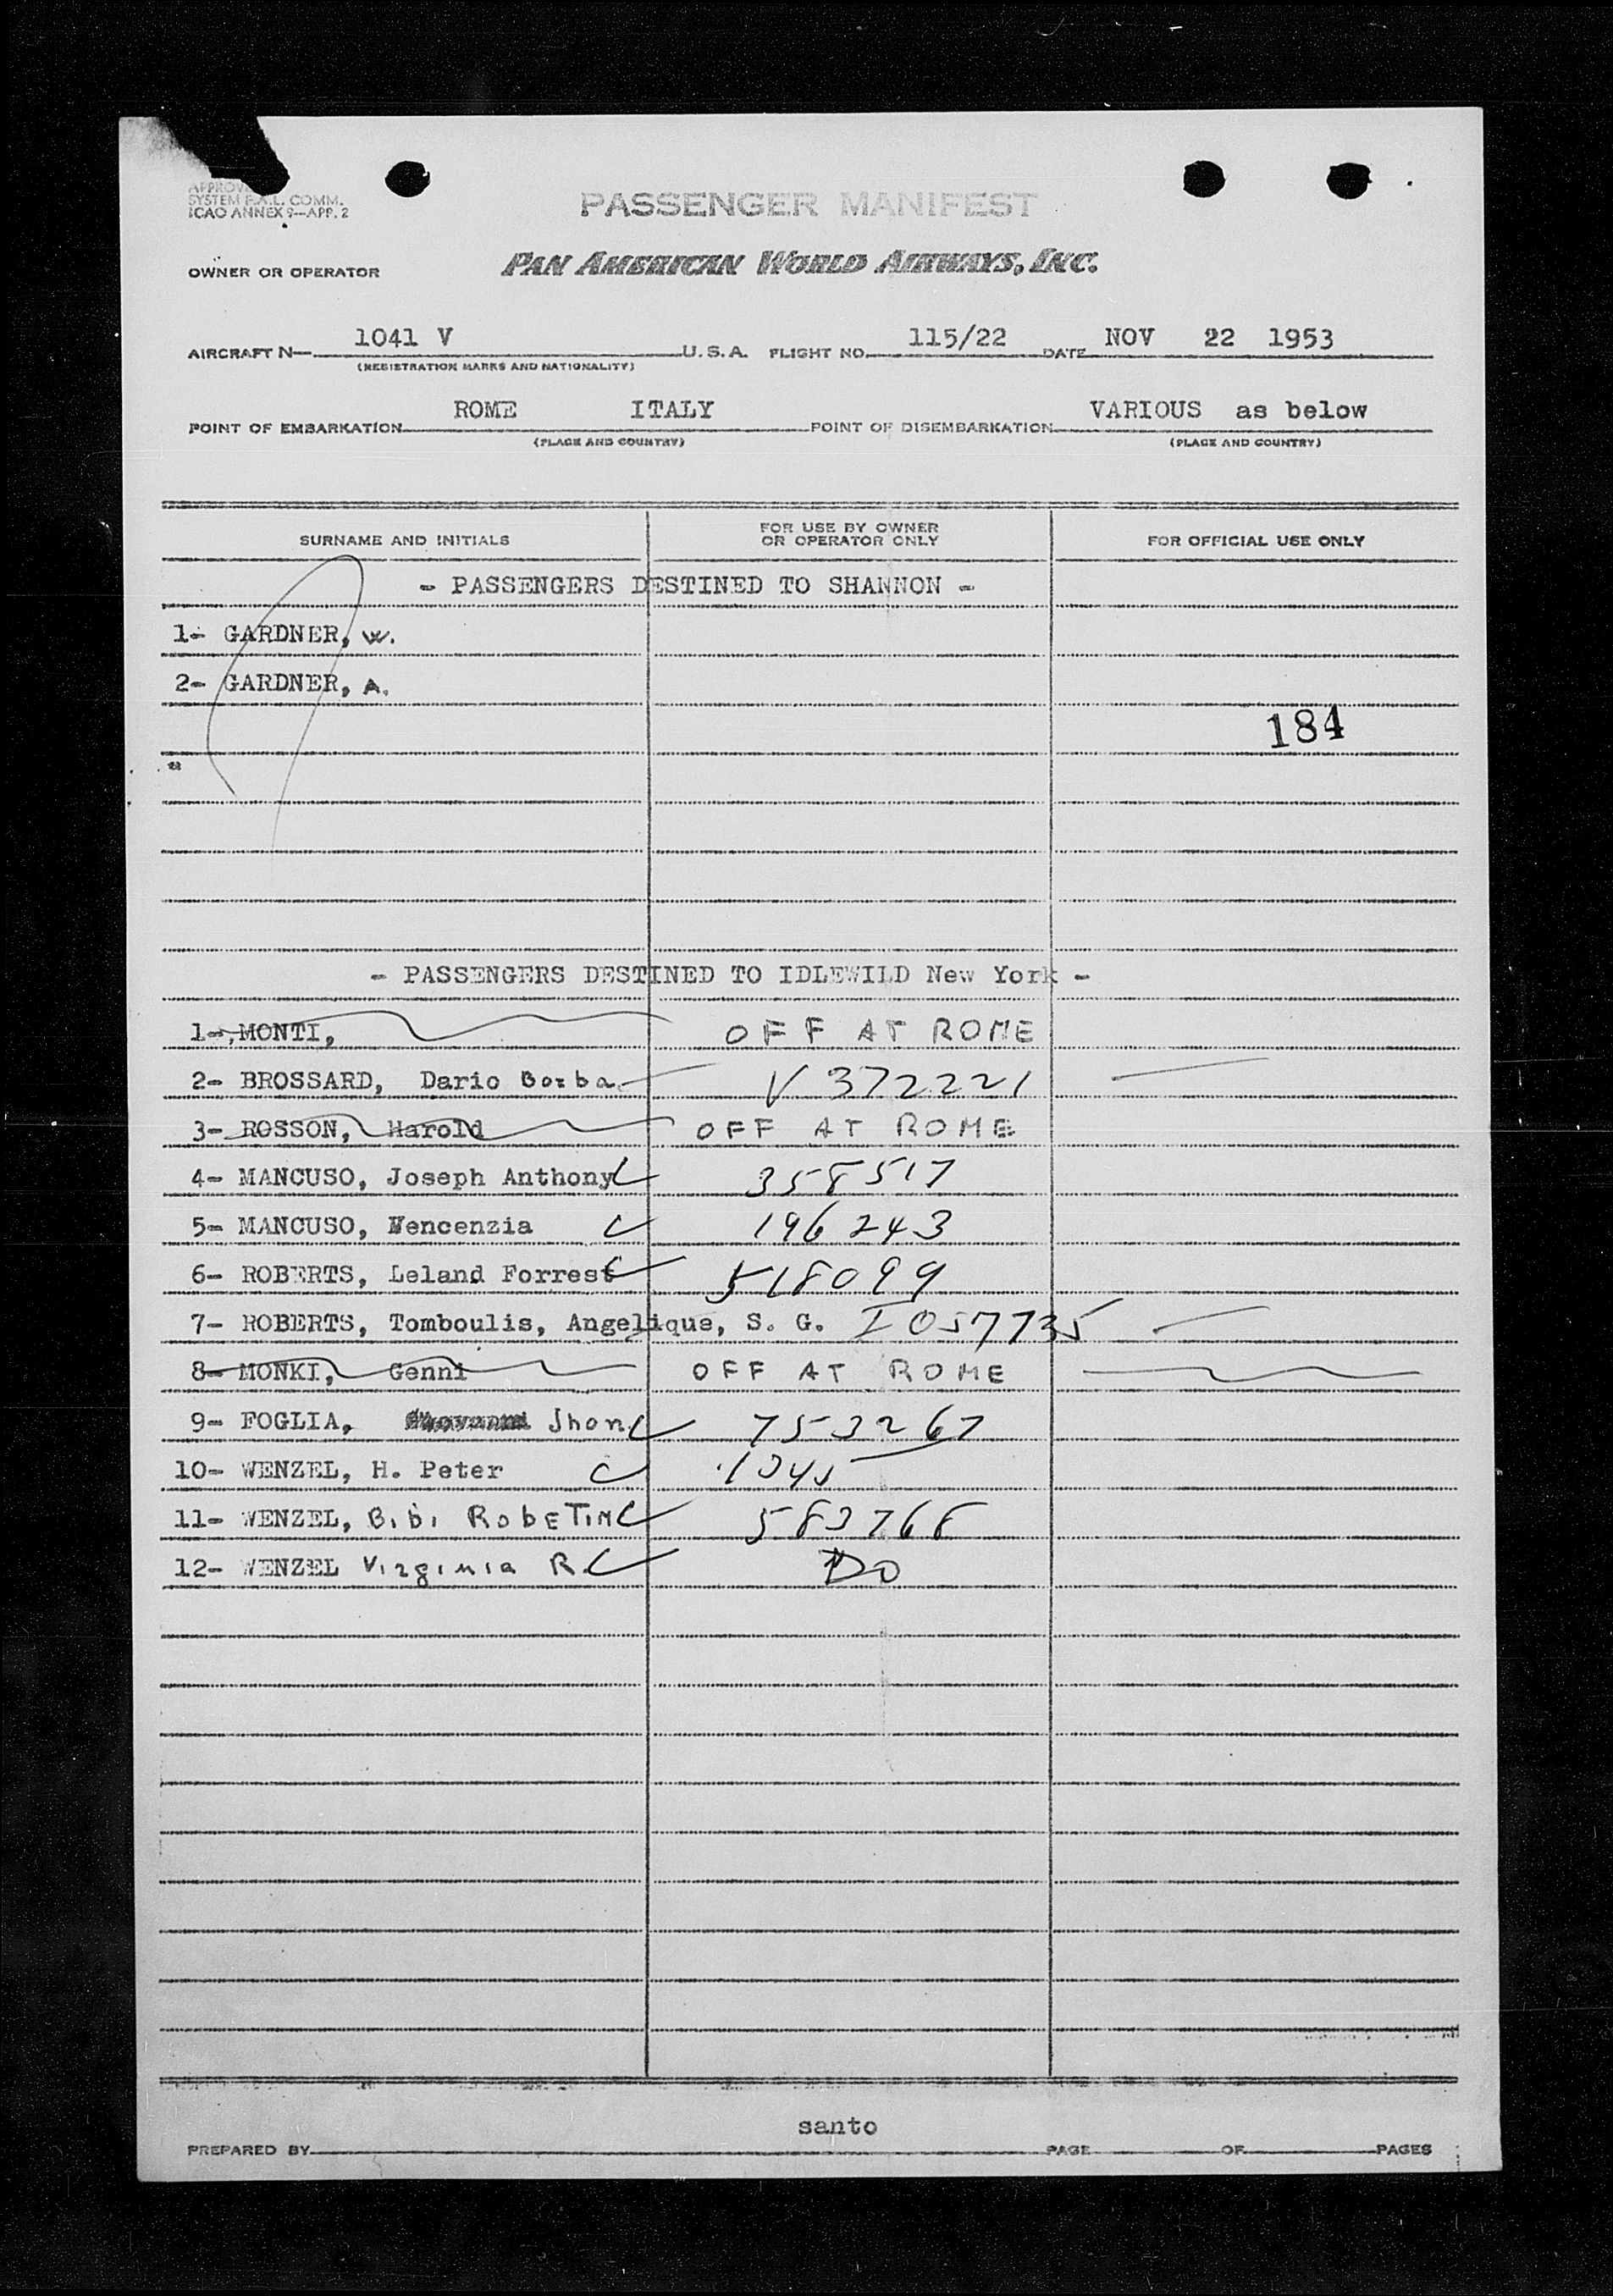 SYSTEM F.A.L. COMM.
ICAO ANNEX 9—APP. 2
PASSENGER MANIFEST
OWNER OR OPERATOR PAN AMERICAN WORLD AIRWAYS, INC.
AIRCRAFT N— 1041 V U. S. A. FLIGHT NO. 115/22 DATE NOV 22 1953
(REGISTRATION MARKS AND NATIONALITY)
POINT OF EMBARKATION ROME ITALY POINT OF DISEMBARKATION VARIOUS as below
(PLACE AND COUNTRY) (PLACE AND COUNTRY)
SURNAME AND INITIALS FOR USE BY OWNER OR OPERATOR ONLY FOR OFFICIAL USE ONLY
- PASSENGERS DESTINED TO SHANNON -
1- GARDNER, W.
2- GARDNER, A.
184
- PASSENGERS DESTINED TO IDLEWILD New York -
1-, MONTI, OFF AT ROME
2- BROSSARD, Dario Borba V 372221
3- ROSSON, Harold OFF AT ROME
4- MANCUSO, Joseph Anthony 358517
5- MANCUSO, Vencenzia 196243
6- ROBERTS, Leland Forrest 518099
7- ROBERTS, Tomboulis, Angelique, S. G. I 057735
8- MONKI, Genni OFF AT ROME
9- FOGLIA, Jhon 753267
10- WENZEL, H. Peter
11- WENZEL, Bibi RobeTin 583768
12- WENZEL Virginia R. Do
santo
PREPARED BY PAGE OF PAGES